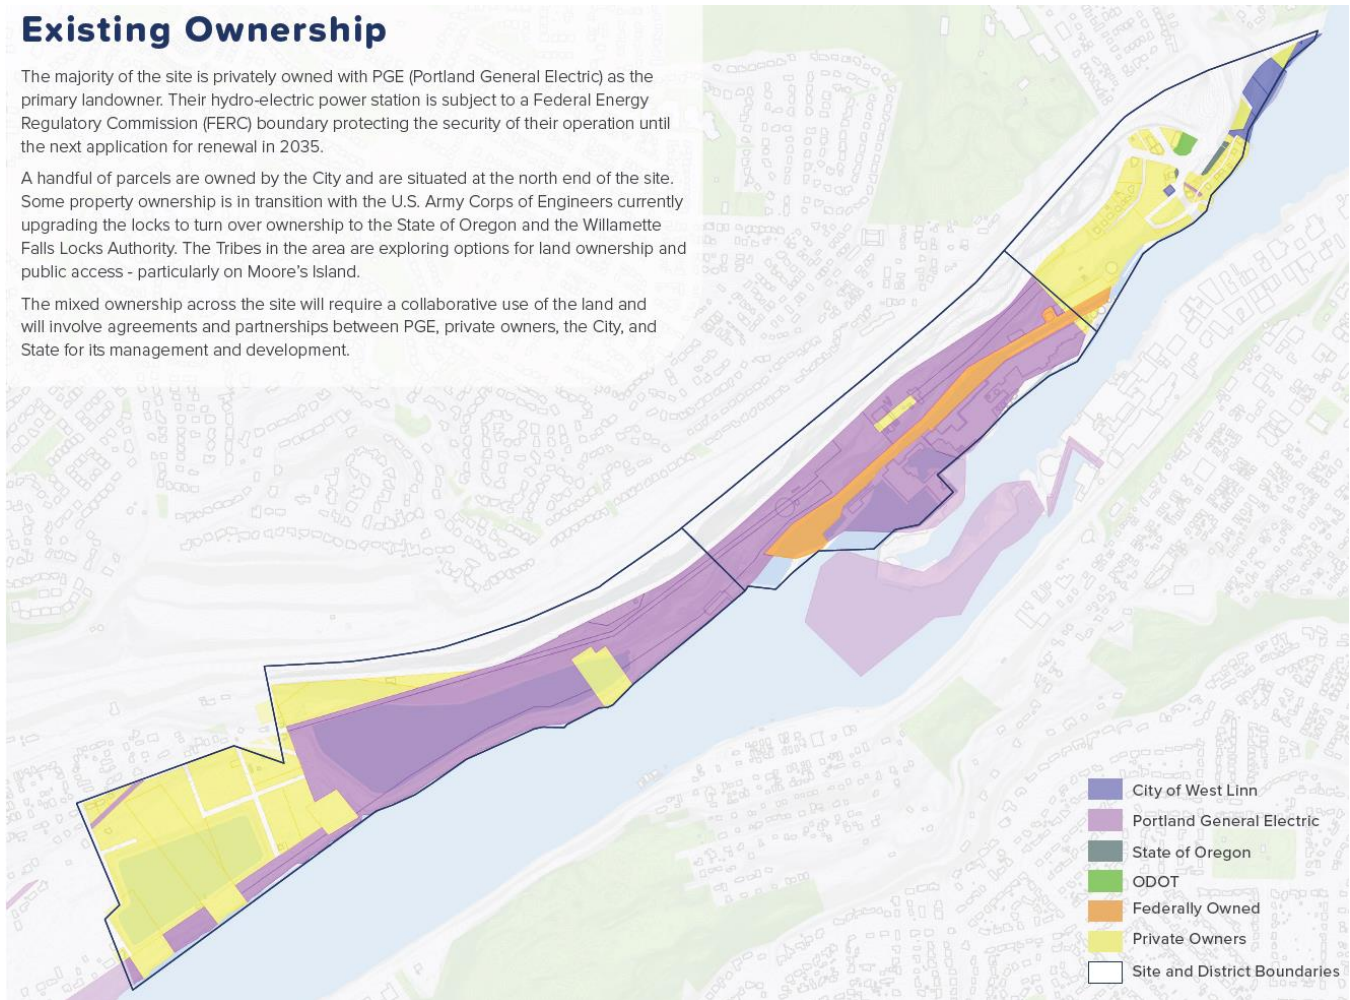 Existing Ownership
The majority of the site is privately owned with PGE (Portland General Electric) as the
primary landowner. Their hydro-electric power station is subject to a Federal Energy
Regulatory Commission (FERC) boundary protecting the security of their operation until
the next application for renewal in 2035.
A handful of parcels are owned by the City and are situated at the north end of the site.
Some property ownership is in transition with the U.S. Army Corps of Engineers currently
upgrading the locks to turn over ownership to the State of Oregon and the Willamette
Falls Locks Authority. The Tribes in the area are exploring options for land ownership and
public access - particularly on Moore's Island.
The mixed ownership across the site will require a collaborative use of the land and
will involve agreements and partnerships between PGE, private owners, the City, and
State for its management and development.
City of West Linn
Portland General Electric
State of Oregon
ODOT
Federally Owned
Private Owners
Site and District Boundaries